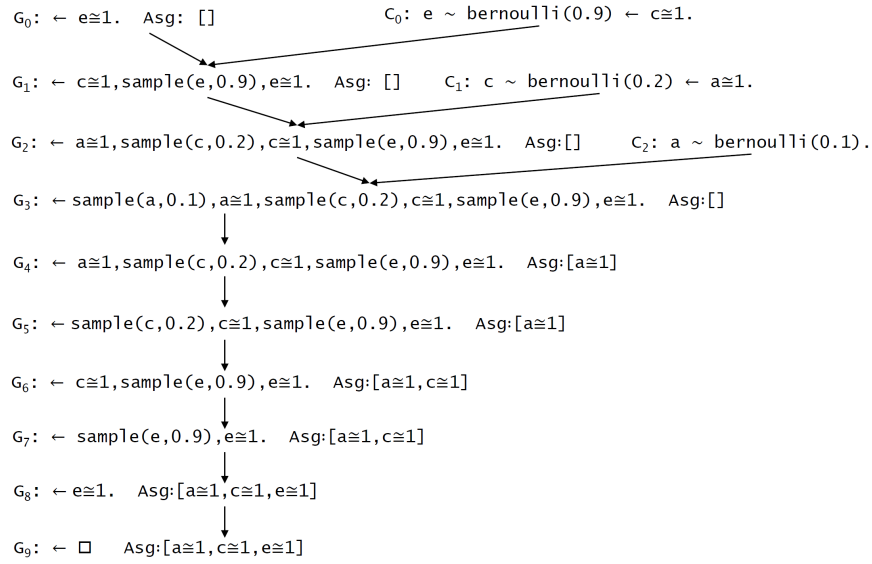 G₀: ← e≅1. Asg: [] C₀: e ~ bernoulli(0.9) ← c≅1.
G₁: ← c≅1,sample(e,0.9),e≅1. Asg: [] C₁: c ~ bernoulli(0.2) ← a≅1.
G₂: ← a≅1,sample(c,0.2),c≅1,sample(e,0.9),e≅1. Asg:[] C₂: a ~ bernoulli(0.1).
G₃: ← sample(a,0.1),a≅1,sample(c,0.2),c≅1,sample(e,0.9),e≅1. Asg:[]
G₄: ← a≅1,sample(c,0.2),c≅1,sample(e,0.9),e≅1. Asg:[a≅1]
G₅: ← sample(c,0.2),c≅1,sample(e,0.9),e≅1. Asg:[a≅1]
G₆: ← c≅1,sample(e,0.9),e≅1. Asg:[a≅1,c≅1]
G₇: ← sample(e,0.9),e≅1. Asg:[a≅1,c≅1]
G₈: ← e≅1. Asg:[a≅1,c≅1,e≅1]
G₉: ← □ Asg:[a≅1,c≅1,e≅1]